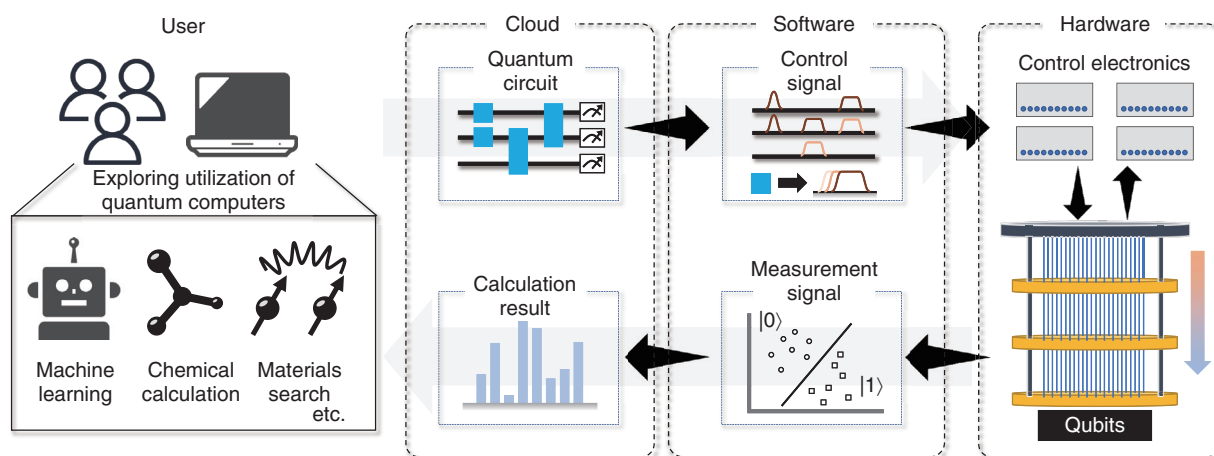 User
Exploring utilization of
quantum computers
Machine
learning
Chemical
calculation
Materials
search
etc.
Cloud
Quantum
circuit
Calculation
result
Software
Control
signal
Measurement
signal
|0⟩
|1⟩
Hardware
Control electronics
Qubits